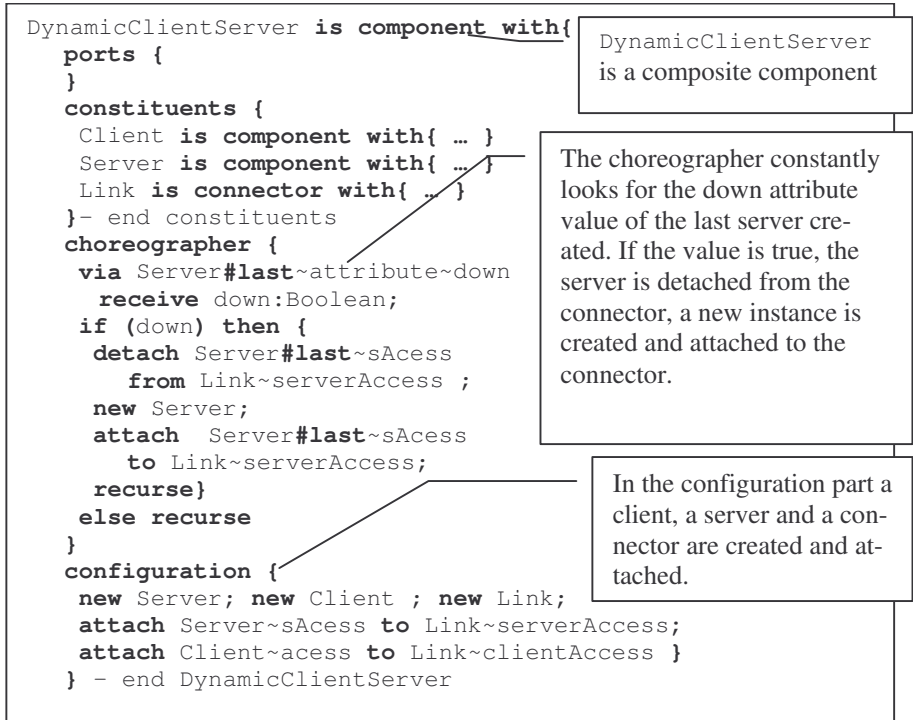 DynamicClientServer is component with{
ports {
}
constituents {
Client is component with{ … }
Server is component with{ … }
Link is connector with{ … }
}– end constituents
choreographer {
via Server#last~attribute~down
receive down:Boolean;
if (down) then {
detach Server#last~sAcess
from Link~serverAccess ;
new Server;
attach Server#last~sAcess
to Link~serverAccess;
recurse}
else recurse
}
configuration {
new Server; new Client ; new Link;
attach Server~sAcess to Link~serverAccess;
attach Client~acess to Link~clientAccess }
} – end DynamicClientServer
DynamicClientServer
is a composite component
The choreographer constantly
looks for the down attribute
value of the last server cre-
ated. If the value is true, the
server is detached from the
connector, a new instance is
created and attached to the
connector.
In the configuration part a
client, a server and a con-
nector are created and at-
tached.